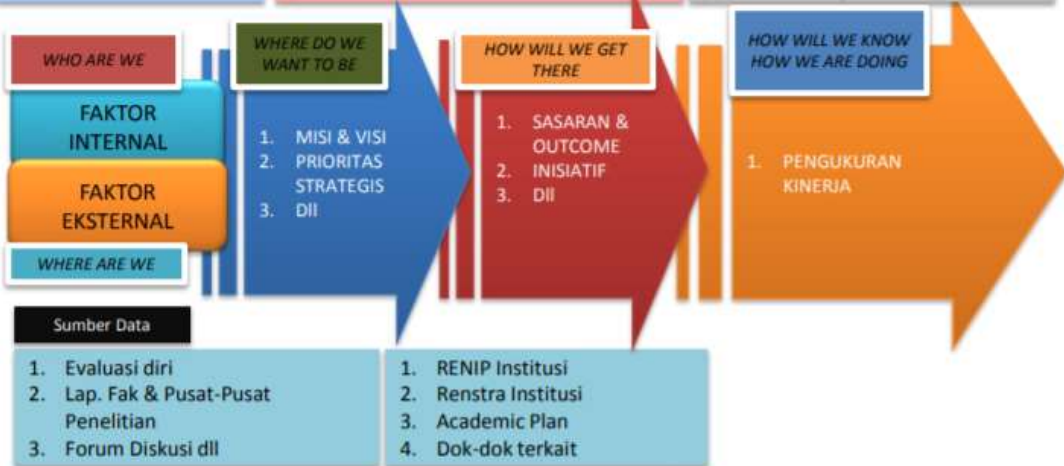 WHO ARE WE
FAKTOR
INTERNAL
FAKTOR
EKSTERNAL
WHERE ARE WE
WHERE DO WE
WANT TO BE
1. MISI & VISI
2. PRIORITAS
STRATEGIS
3. Dll
HOW WILL WE GET
THERE
1. SASARAN &
OUTCOME
2. INISIATIF
3. Dll
HOW WILL WE KNOW
HOW WE ARE DOING
1. PENGUKURAN
KINERJA
Sumber Data
1. Evaluasi diri
2. Lap. Fak & Pusat-Pusat
Penelitian
3. Forum Diskusi dll
1. RENIP Institusi
2. Renstra Institusi
3. Academic Plan
4. Dok-dok terkait